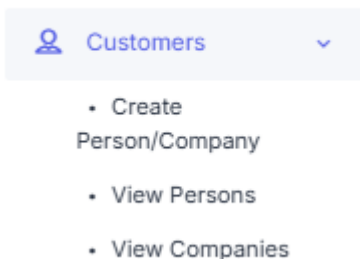 Customers
• Create
Person/Company
• View Persons
• View Companies